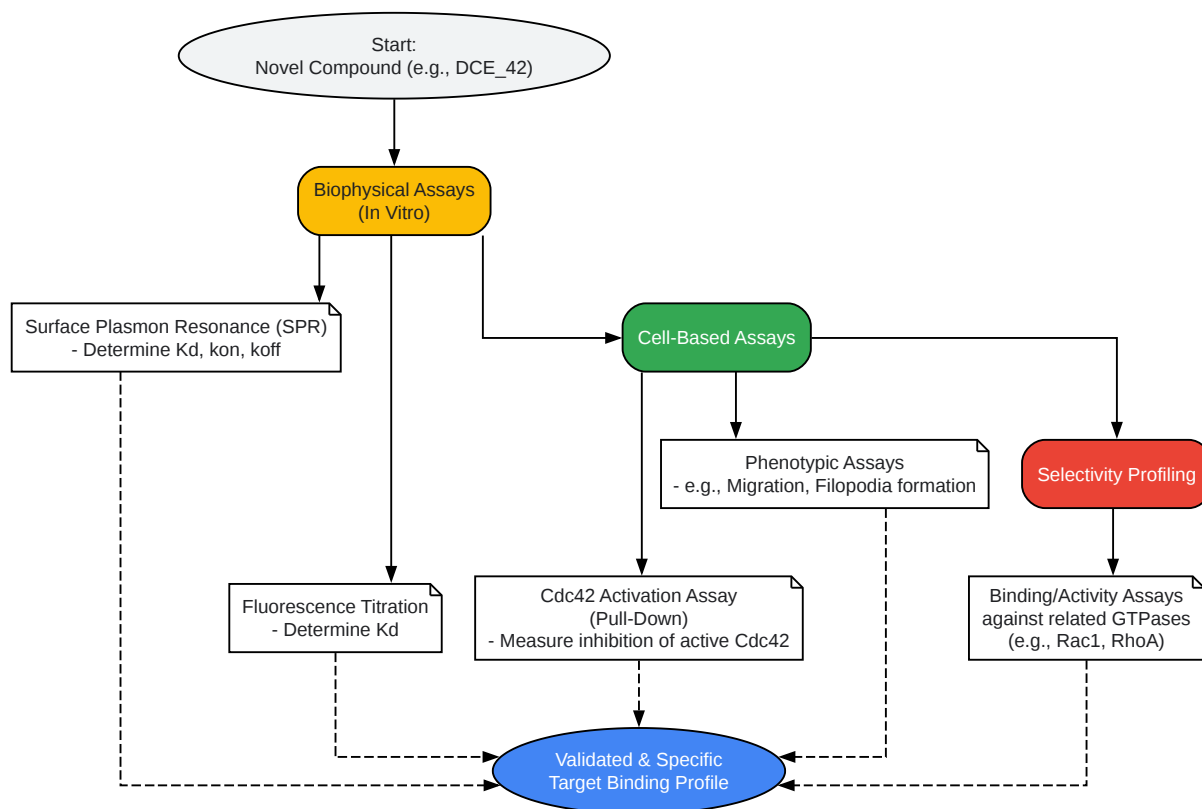 Start:
Novel Compound (e.g., DCE_42)
Biophysical Assays
(In Vitro)
Surface Plasmon Resonance (SPR)
- Determine Kd, kon, koff
Cell-Based Assays
Phenotypic Assays
- e.g., Migration, Filopodia formation
Selectivity Profiling
Fluorescence Titration
- Determine Kd
Cdc42 Activation Assay
(Pull-Down)
- Measure inhibition of active Cdc42
Binding/Activity Assays
against related GTPases
(e.g., Rac1, RhoA)
Validated & Specific
Target Binding Profile